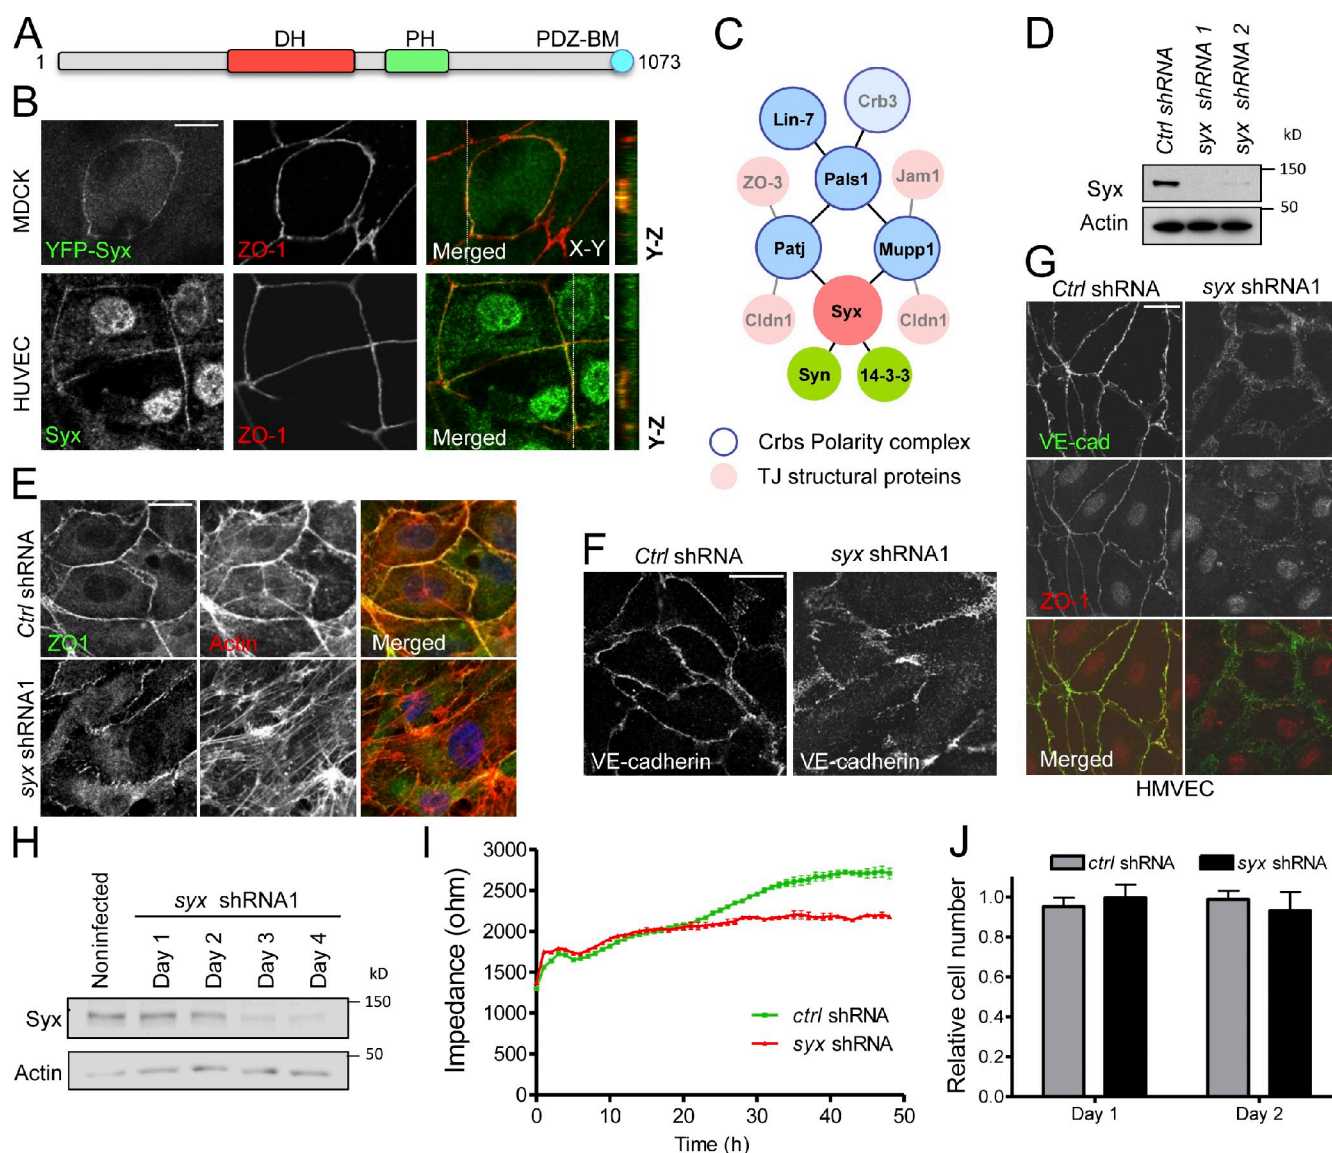 A
DH
PH
PDZ-BM
1
1073
B
MDCK
YFP-Syx
ZO-1
Merged
X-Y
Y-Z
HUVEC
Syx
ZO-1
Merged
Y-Z
C
Crb3
Lin-7
Pals1
ZO-3
Jam1
Patj
Mupp1
Syx
Cldn1
Cldn1
Syn
14-3-3
Crbs Polarity complex
TJ structural proteins
D
Ctrl shRNA
syx shRNA 1
syx shRNA 2
kD
150
Syx
50
Actin
E
Ctrl shRNA
ZO1
Actin
Merged
syx shRNA1
F
Ctrl shRNA
syx shRNA1
VE-cadherin
VE-cadherin
G
Ctrl shRNA
syx shRNA1
VE-cad
ZO-1
Merged
HMVEC
H
syx shRNA1
Noninfected
Day 1
Day 2
Day 3
Day 4
kD
150
Syx
50
Actin
I
Impedance (ohm)
3000
2500
2000
1500
1000
500
0
ctrl shRNA
syx shRNA
0
10
20
30
40
50
Time (h)
J
ctrl shRNA
syx shRNA
Relative cell number
1.0
0.8
0.6
0.4
0.2
0.0
Day 1
Day 2